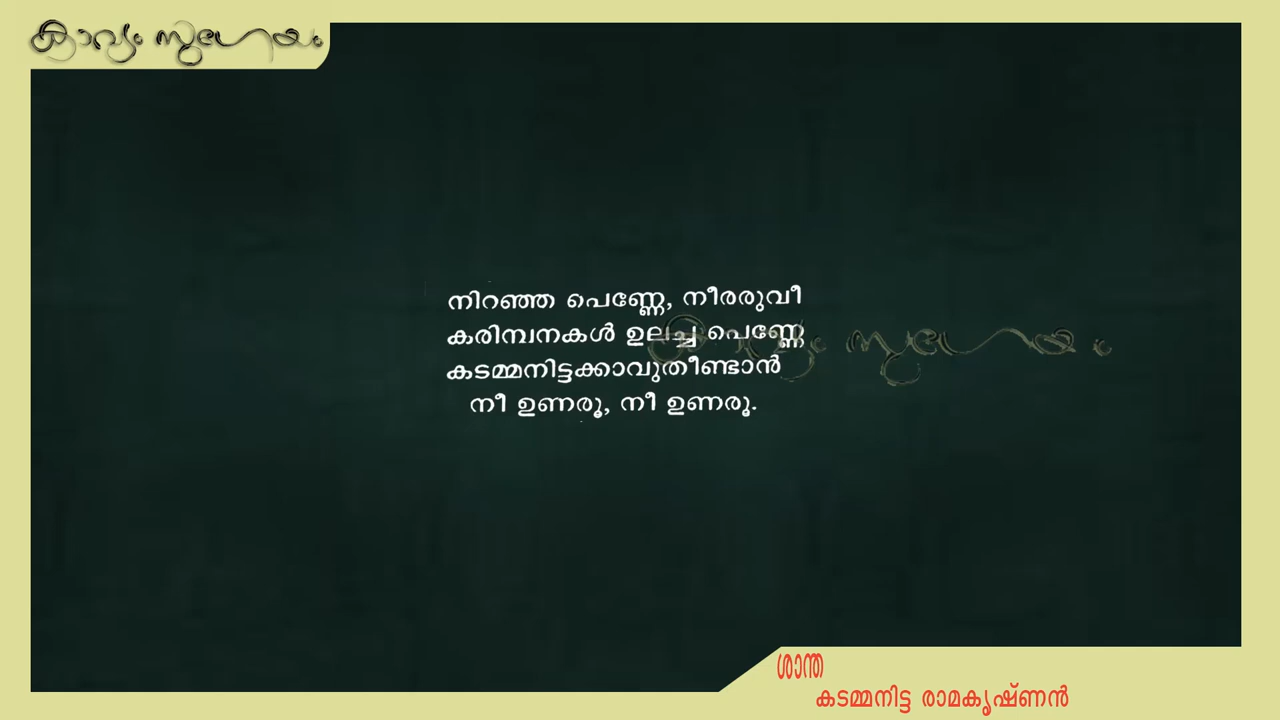 കാവ്യം സുഗേയം
നിറഞ്ഞ പെണ്ണേ, നീരരുവീ
കരിമ്പനകൾ ഉലച്ച പെണ്ണേ
കടമ്മനിട്ടക്കാവുതീണ്ടാൻ
നീ ഉണരൂ, നീ ഉണരൂ.
കാവ്യം സുഗേയം
ശാന്ത
കടമ്മനിട്ട രാമകൃഷ്ണൻ